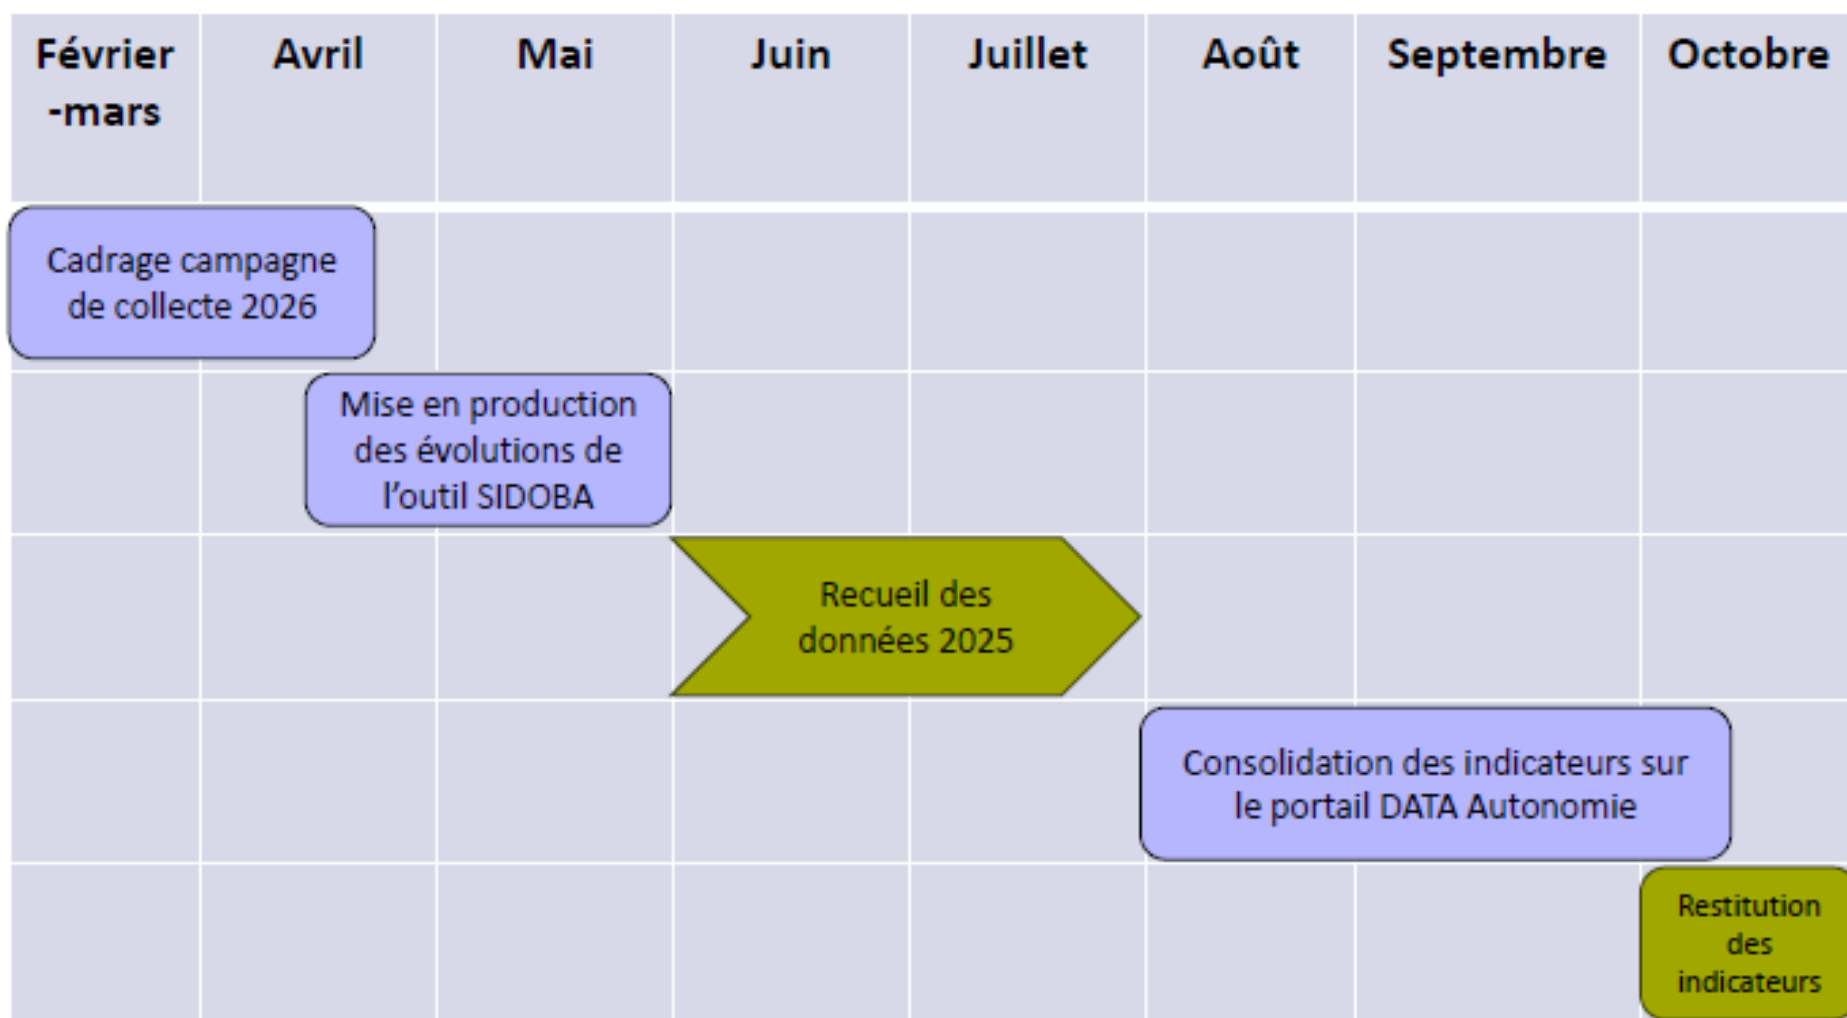 Février
-mars
Avril
Mai
Juin
Juillet
Août
Septembre
Octobre
Cadrage campagne
de collecte 2026
Mise en production
des évolutions de
l’outil SIDOBA
Recueil des
données 2025
Consolidation des indicateurs sur
le portail DATA Autonomie
Restitution
des
indicateurs